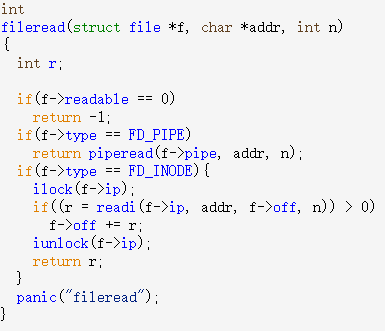 int
fileread(struct file *f, char *addr, int n)
{
  int r;

  if(f->readable == 0)
    return -1;
  if(f->type == FD_PIPE)
    return piperead(f->pipe, addr, n);
  if(f->type == FD_INODE){
    ilock(f->ip);
    if((r = readi(f->ip, addr, f->off, n)) > 0)
      f->off += r;
    iunlock(f->ip);
    return r;
  }
  panic("fileread");
}